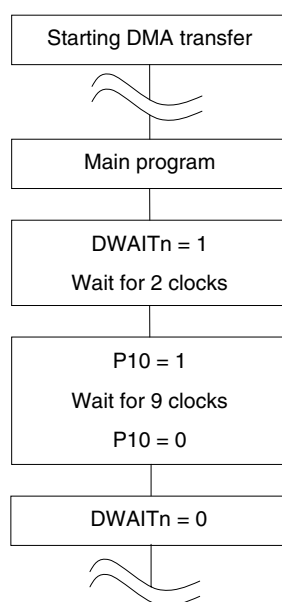 Starting DMA transfer
Main program
DWAITn = 1
Wait for 2 clocks
P10 = 1
Wait for 9 clocks
P10 = 0
DWAITn = 0